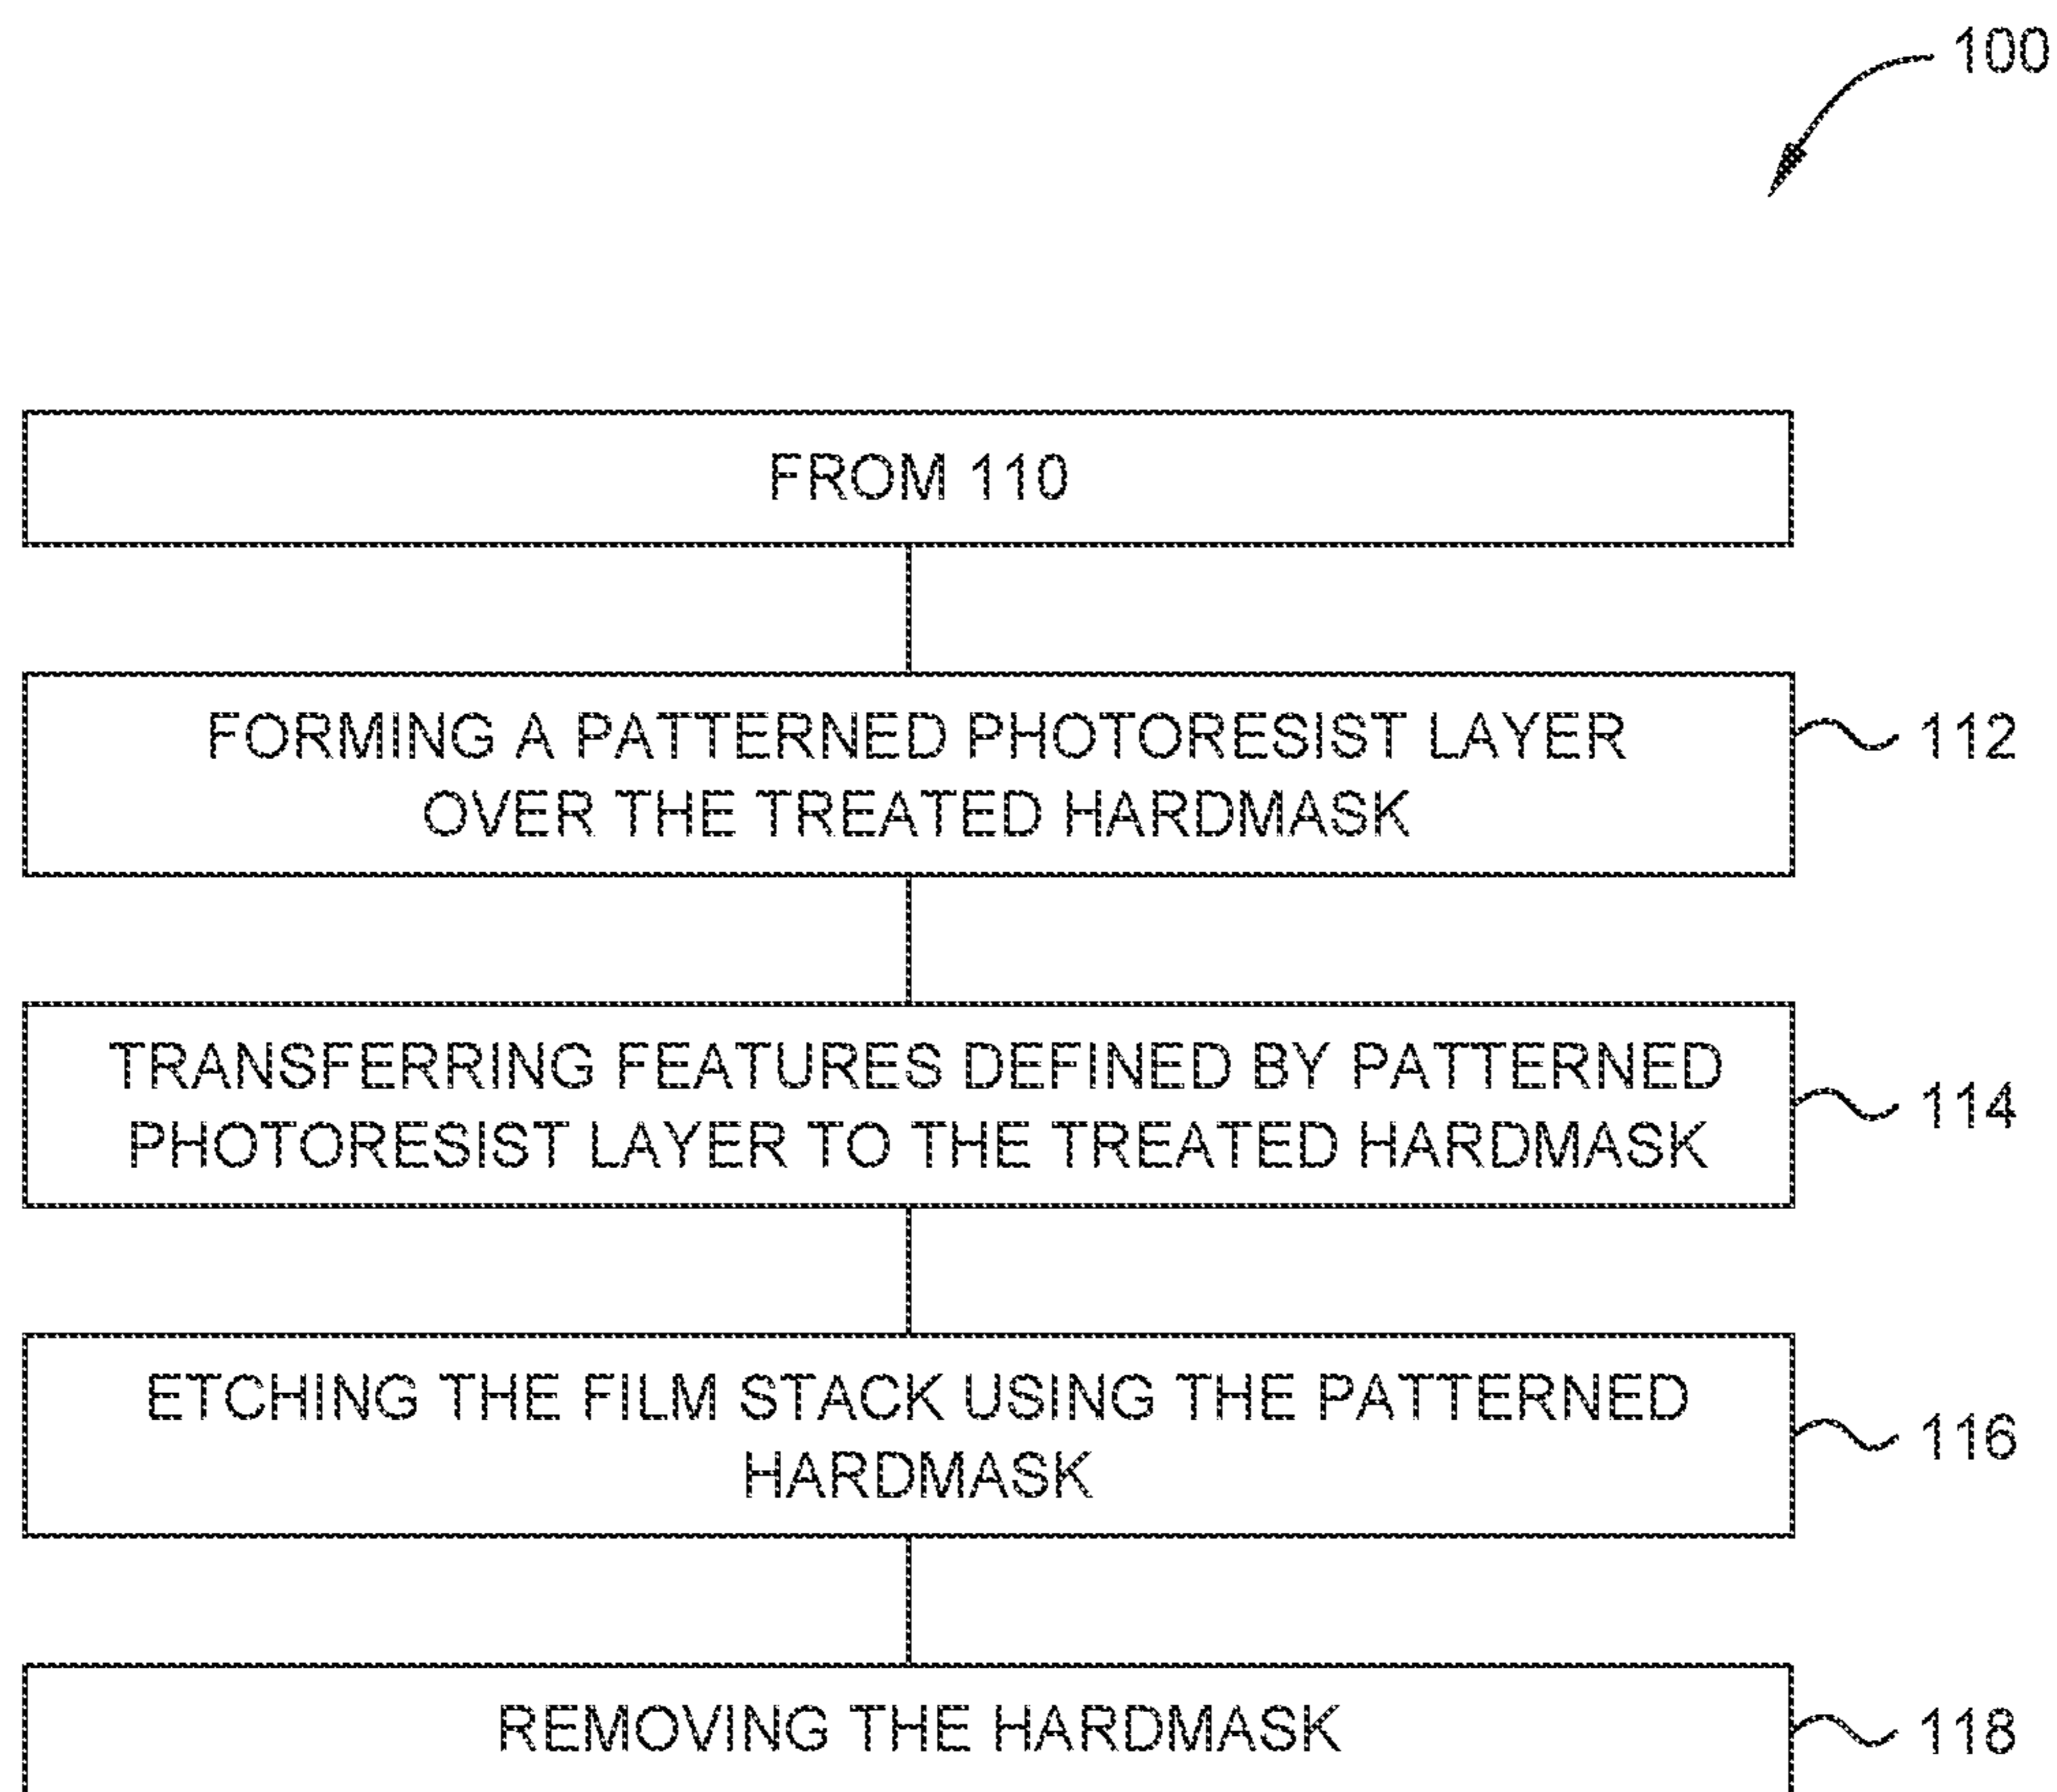 100
FROM 110
FORMING A PATTERNED PHOTORESIST LAYER
OVER THE TREATED HARDMASK
112
TRANSFERRING FEATURES DEFINED BY PATTERNED
PHOTORESIST LAYER TO THE TREATED HARDMASK
114
ETCHING THE FILM STACK USING THE PATTERNED
HARDMASK
116
REMOVING THE HARDMASK
118